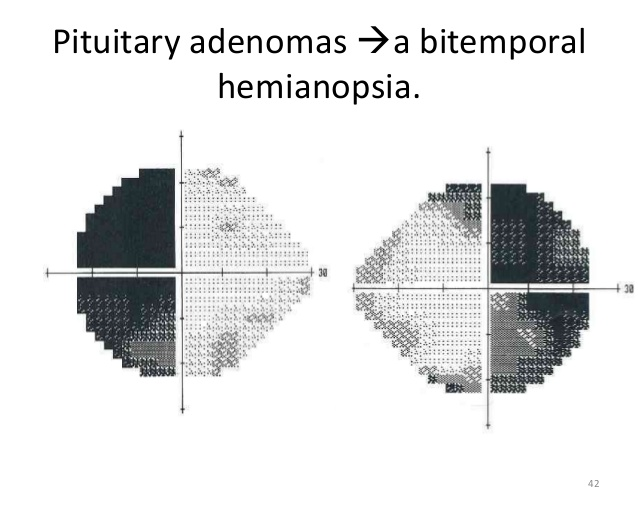 Pituitary adenomas →a bitemporal
hemianopsia.
30
30
42